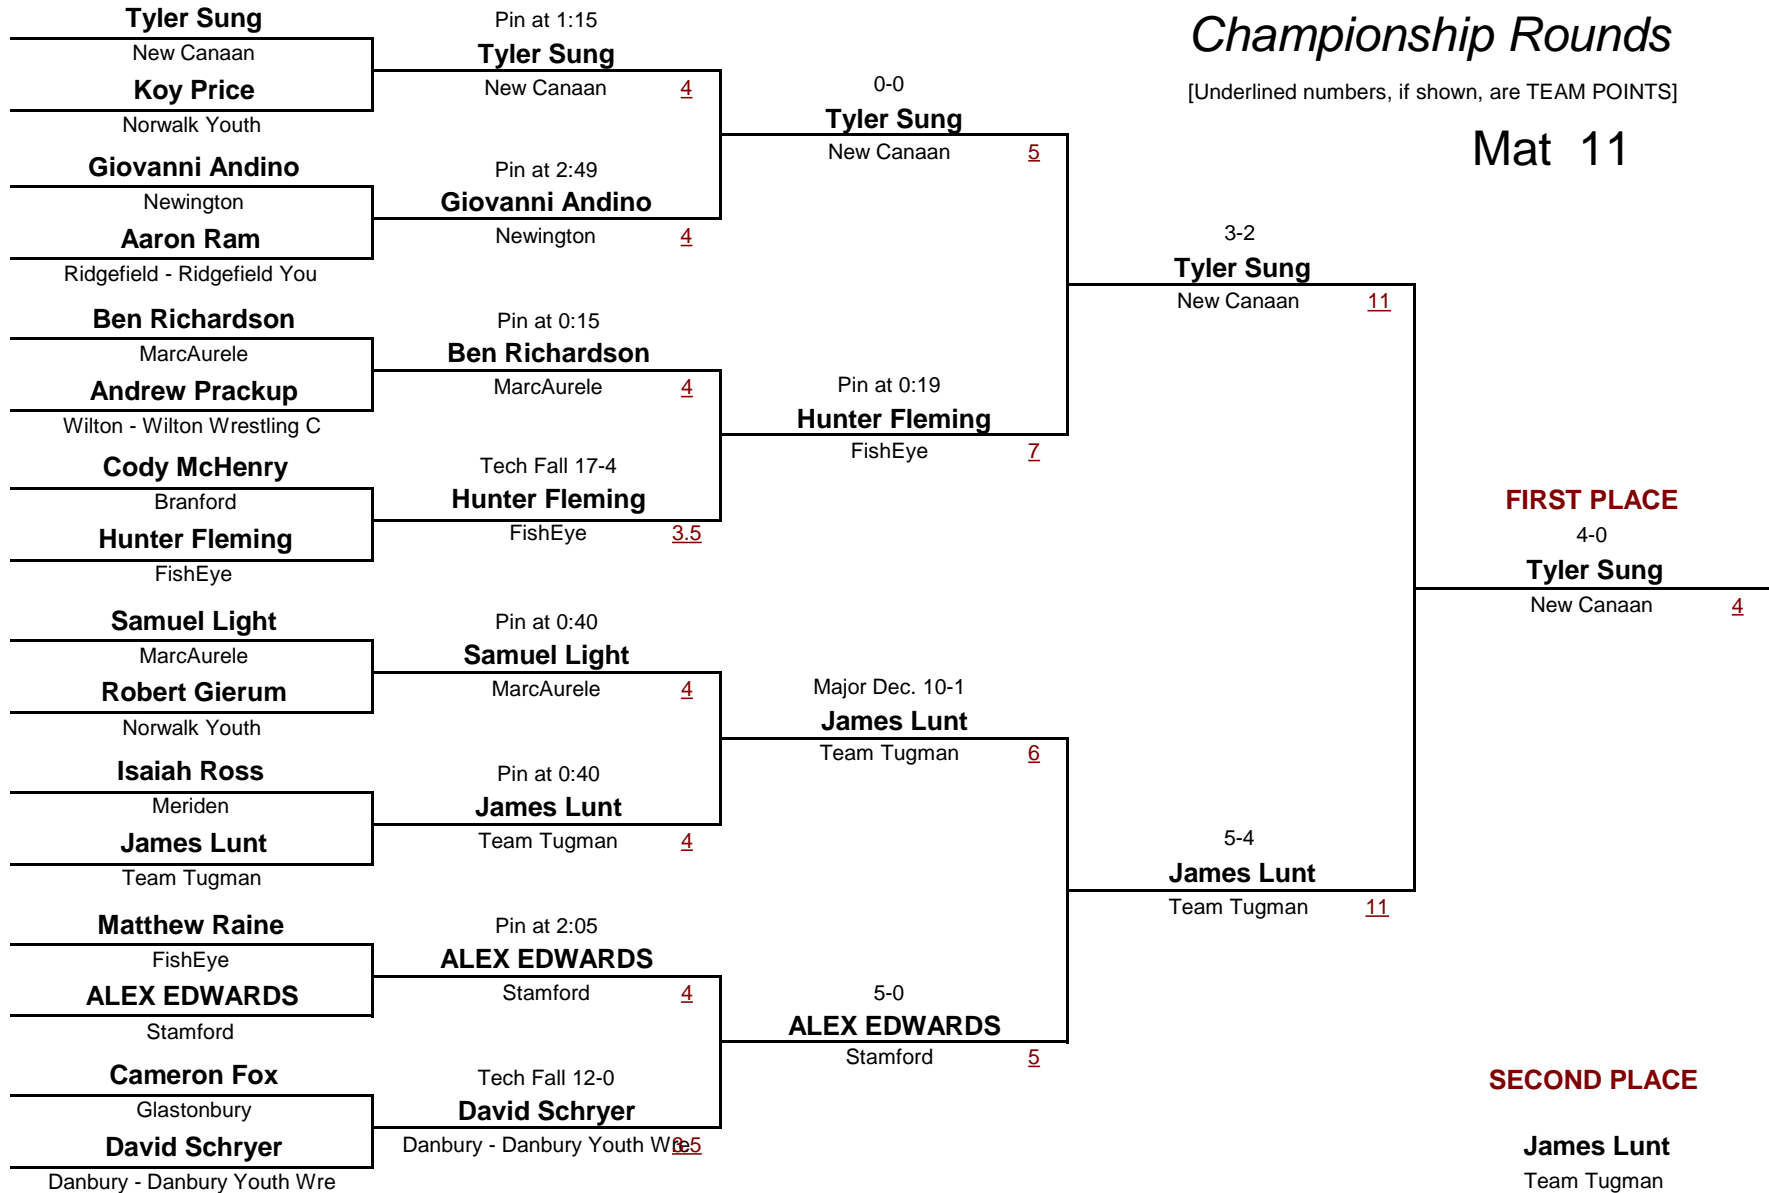 Championship Rounds
[Underlined numbers, if shown, are TEAM POINTS]
Mat 11
Tyler Sung
New Canaan
Koy Price
Norwalk Youth
Giovanni Andino
Newington
Aaron Ram
Ridgefield - Ridgefield You
Ben Richardson
MarcAurele
Andrew Prackup
Wilton - Wilton Wrestling C
Cody McHenry
Branford
Hunter Fleming
FishEye
Samuel Light
MarcAurele
Robert Gierum
Norwalk Youth
Isaiah Ross
Meriden
James Lunt
Team Tugman
Matthew Raine
FishEye
ALEX EDWARDS
Stamford
Cameron Fox
Glastonbury
David Schryer
Danbury - Danbury Youth Wre
Pin at 1:15
Tyler Sung
New Canaan 4
Pin at 2:49
Giovanni Andino
Newington 4
Pin at 0:15
Ben Richardson
MarcAurele 4
Tech Fall 17-4
Hunter Fleming
FishEye 3.5
Pin at 0:40
Samuel Light
MarcAurele 4
Pin at 0:40
James Lunt
Team Tugman 4
Pin at 2:05
ALEX EDWARDS
Stamford 4
Tech Fall 12-0
David Schryer
Danbury - Danbury Youth Wre 3.5
0-0
Tyler Sung
New Canaan 5
Pin at 0:19
Hunter Fleming
FishEye 7
Major Dec. 10-1
James Lunt
Team Tugman 6
5-0
ALEX EDWARDS
Stamford 5
3-2
Tyler Sung
New Canaan 11
5-4
James Lunt
Team Tugman 11
FIRST PLACE
4-0
Tyler Sung
New Canaan 4
SECOND PLACE
James Lunt
Team Tugman